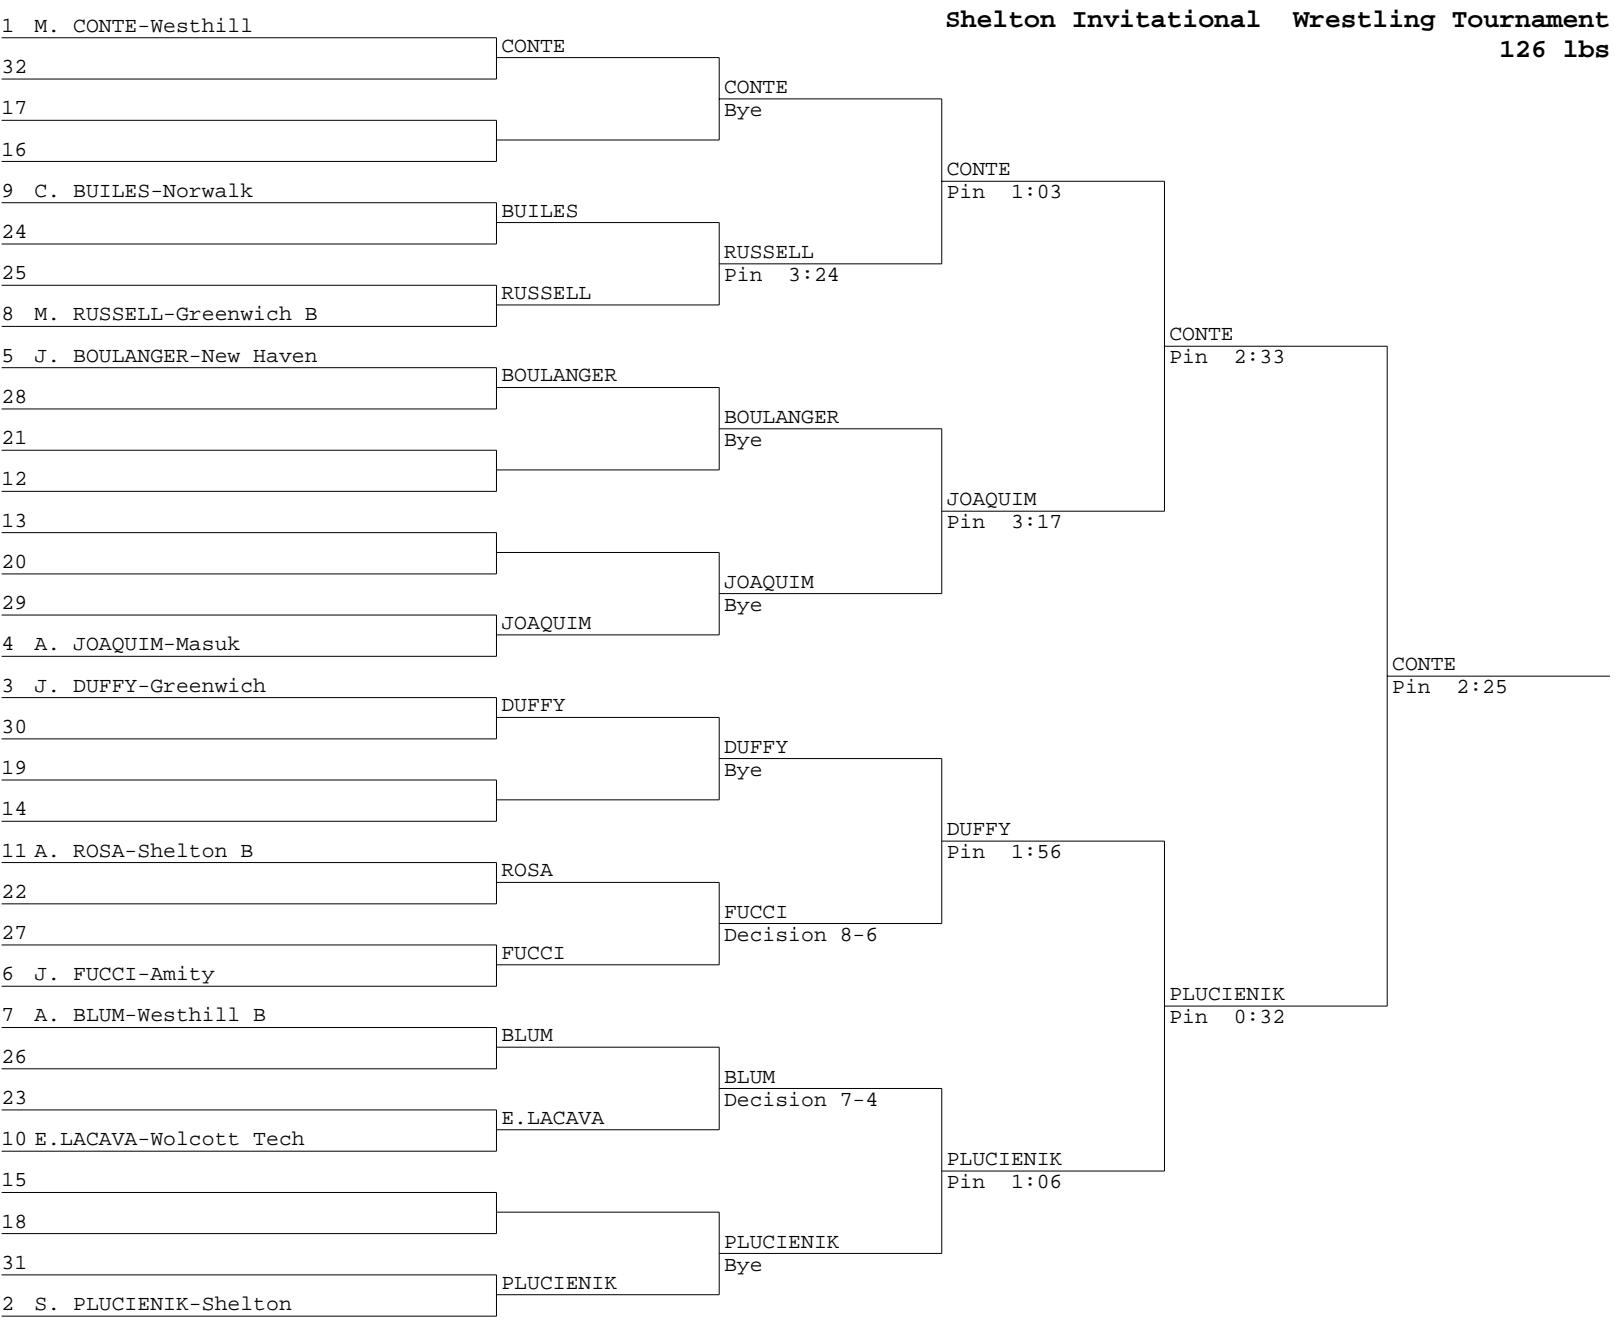 Shelton Invitational  Wrestling Tournament
126 lbs
1 M. CONTE-Westhill
32
17
16
9 C. BUILES-Norwalk
24
25
8 M. RUSSELL-Greenwich B
5 J. BOULANGER-New Haven
28
21
12
13
20
29
4 A. JOAQUIM-Masuk
3 J. DUFFY-Greenwich
30
19
14
11 A. ROSA-Shelton B
22
27
6 J. FUCCI-Amity
7 A. BLUM-Westhill B
26
23
10 E.LACAVA-Wolcott Tech
15
18
31
2 S. PLUCIENIK-Shelton
CONTE
BUILES
RUSSELL
BOULANGER
JOAQUIM
DUFFY
ROSA
FUCCI
BLUM
E.LACAVA
PLUCIENIK
CONTE
Bye
RUSSELL
Pin 3:24
BOULANGER
Bye
JOAQUIM
Bye
DUFFY
Bye
FUCCI
Decision 8-6
BLUM
Decision 7-4
PLUCIENIK
Bye
CONTE
Pin 1:03
JOAQUIM
Pin 3:17
DUFFY
Pin 1:56
PLUCIENIK
Pin 1:06
CONTE
Pin 2:33
PLUCIENIK
Pin 0:32
CONTE
Pin 2:25